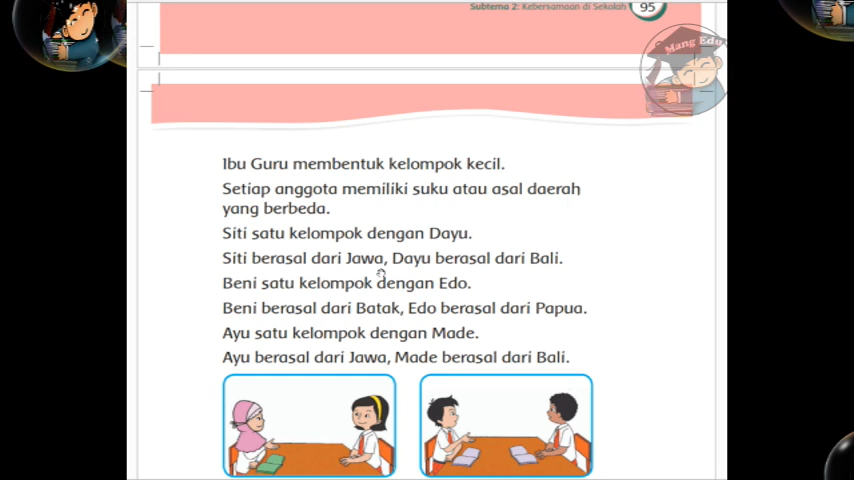 Subtema 2: Kebersamaan di Sekolah 95
Mang Edu
Ibu Guru membentuk kelompok kecil.
Setiap anggota memiliki suku atau asal daerah
yang berbeda.
Siti satu kelompok dengan Dayu.
Siti berasal dari Jawa, Dayu berasal dari Bali.
Beni satu kelompok dengan Edo.
Beni berasal dari Batak, Edo berasal dari Papua.
Ayu satu kelompok dengan Made.
Ayu berasal dari Jawa, Made berasal dari Bali.